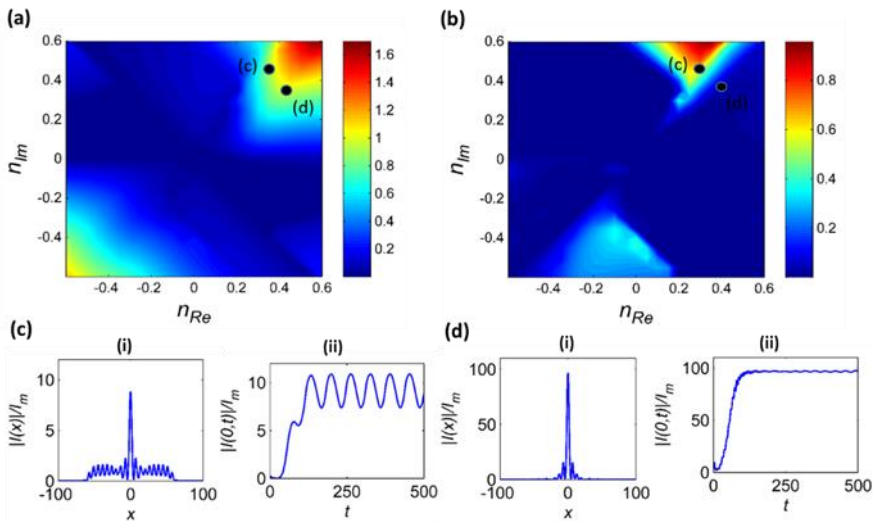 (a)
0.6
0.4
0.2
0
-0.2
-0.4
n_Im
-0.4 -0.2 0 0.2 0.4 0.6
n_Re
(c)
(d)
1.6
1.4
1.2
1
0.8
0.6
0.4
0.2
(b)
0.6
0.4
0.2
0
-0.2
-0.4
n_Im
-0.4 -0.2 0 0.2 0.4 0.6
n_Re
(c)
(d)
0.8
0.6
0.4
0.2
(c)
(i)
|I(x)|/I_m
10
5
0
-100 0 100
x
(ii)
|I(0,t)|/I_m
10
5
0
0 250 500
t
(d)
(i)
|I(x)|/I_m
100
50
0
-100 0 100
x
(ii)
|I(0,t)|/I_m
100
50
0
0 250 500
t